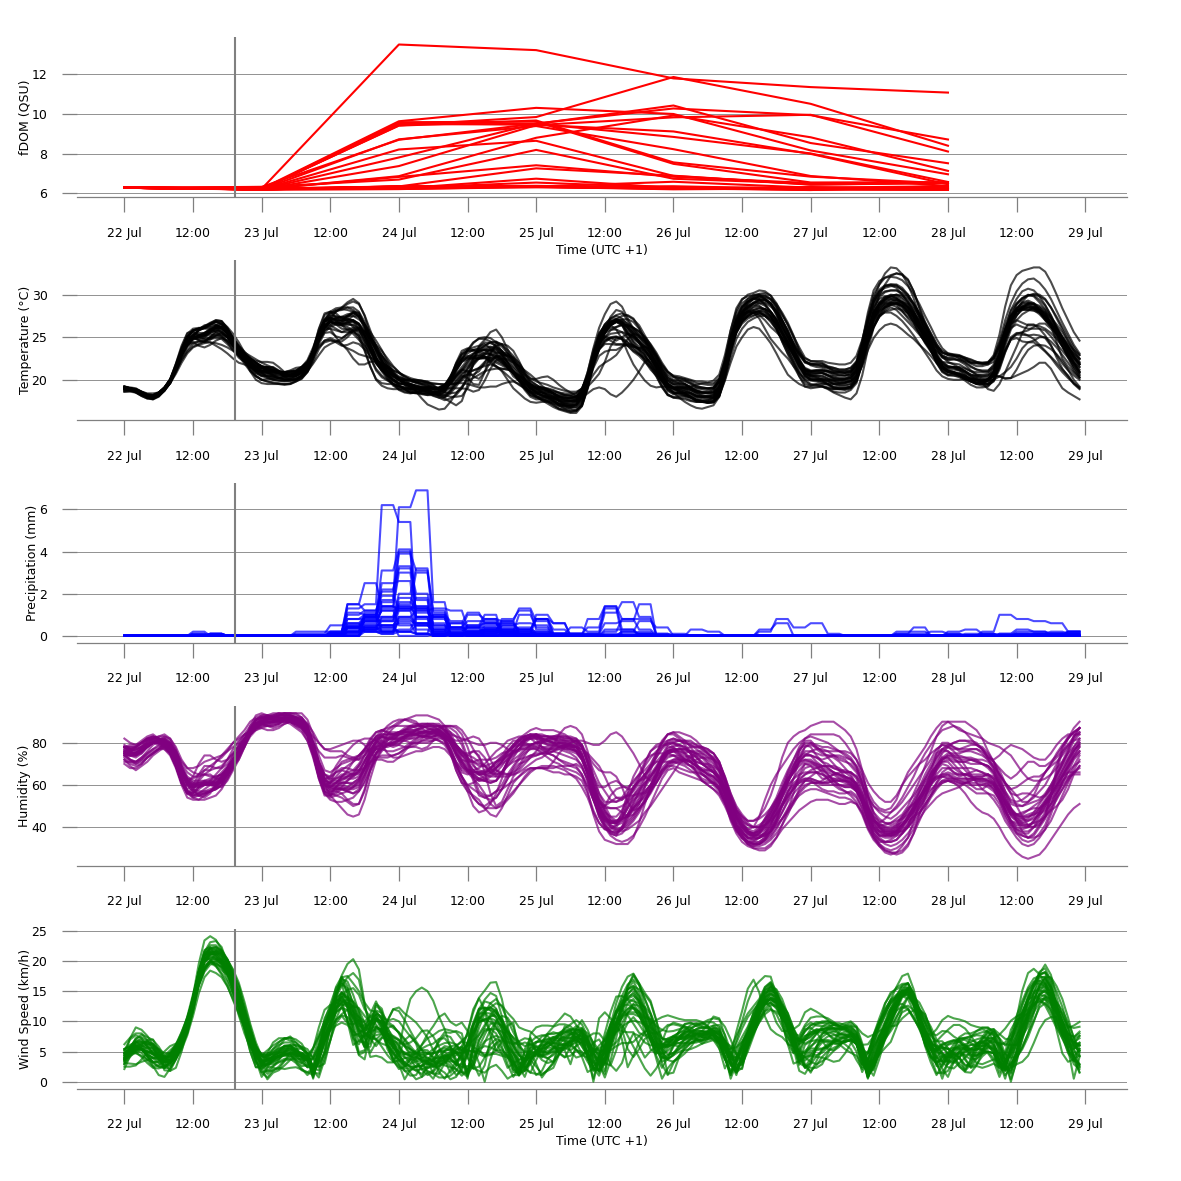 fDOM (QSU)
12
10
8
6
22 Jul 12:00 23 Jul 12:00 24 Jul 12:00 25 Jul 12:00 26 Jul 12:00 27 Jul 12:00 28 Jul 12:00 29 Jul
Time (UTC +1)
Temperature (°C)
30
25
20
22 Jul 12:00 23 Jul 12:00 24 Jul 12:00 25 Jul 12:00 26 Jul 12:00 27 Jul 12:00 28 Jul 12:00 29 Jul
Precipitation (mm)
6
4
2
0
22 Jul 12:00 23 Jul 12:00 24 Jul 12:00 25 Jul 12:00 26 Jul 12:00 27 Jul 12:00 28 Jul 12:00 29 Jul
Humidity (%)
80
60
40
22 Jul 12:00 23 Jul 12:00 24 Jul 12:00 25 Jul 12:00 26 Jul 12:00 27 Jul 12:00 28 Jul 12:00 29 Jul
Wind Speed (km/h)
25
20
15
10
5
0
22 Jul 12:00 23 Jul 12:00 24 Jul 12:00 25 Jul 12:00 26 Jul 12:00 27 Jul 12:00 28 Jul 12:00 29 Jul
Time (UTC +1)